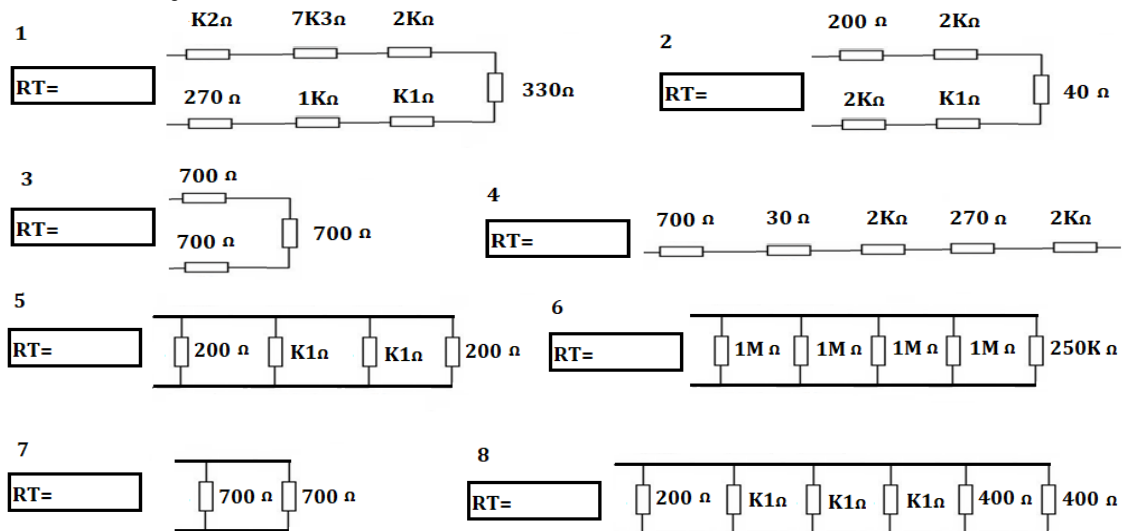 1
K2Ω 7K3Ω 2KΩ
RT=
330Ω
270 Ω 1KΩ K1Ω
2
200 Ω 2KΩ
RT=
40 Ω
2KΩ K1Ω
3
700 Ω
RT=
700 Ω
700 Ω
4
700 Ω 30 Ω 2KΩ 270 Ω 2KΩ
RT=
5
RT=
200 Ω K1Ω K1Ω 200 Ω
6
RT=
1M Ω 1M Ω 1M Ω 1M Ω 250K Ω
7
RT=
700 Ω 700 Ω
8
RT=
200 Ω K1Ω K1Ω K1Ω 400 Ω 400 Ω